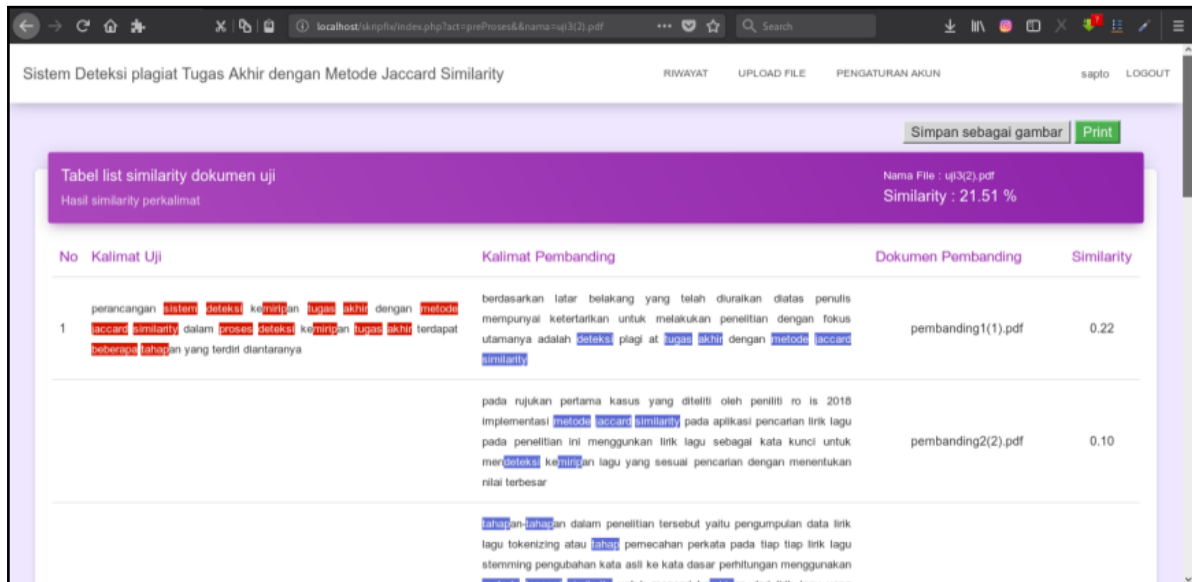 localhost/skripfix/index.php?act=preProses&&nama=uji3(2).pdf
Search
Sistem Deteksi plagiat Tugas Akhir dengan Metode Jaccard Similarity
RIWAYAT
UPLOAD FILE
PENGATURAN AKUN
sapto
LOGOUT
Simpan sebagai gambar
Print
Tabel list similarity dokumen uji
Hasil similarity perkalimat
Nama File : uji3(2).pdf
Similarity : 21.51 %
No
Kalimat Uji
Kalimat Pembanding
Dokumen Pembanding
Similarity
1
perancangan sistem deteksi kemiripan tugas akhir dengan metode
jaccard similarity dalam proses deteksi kemiripan tugas akhir terdapat
beberapa tahapan yang terdiri diantaranya
berdasarkan latar belakang yang telah diuraikan diatas penulis
mempunyai ketertarikan untuk melakukan penelitian dengan fokus
utamanya adalah deteksi plagi at tugas akhir dengan metode jaccard
similarity
pembanding1(1).pdf
0.22
pada rujukan pertama kasus yang diteliti oleh peniliti ro is 2018
implementasi metode jaccard similarity pada aplikasi pencarian lirik lagu
pada penelitian ini menggunkan lirik lagu sebagai kata kunci untuk
mendeteksi kemiripan lagu yang sesuai pencarian dengan menentukan
nilai terbesar
pembanding2(2).pdf
0.10
tahapan-tahapan dalam penelitian tersebut yaitu pengumpulan data lirik
lagu tokenizing atau tahap pemecahan perkata pada tiap tiap lirik lagu
stemming pengubahan kata asli ke kata dasar perhitungan menggunakan